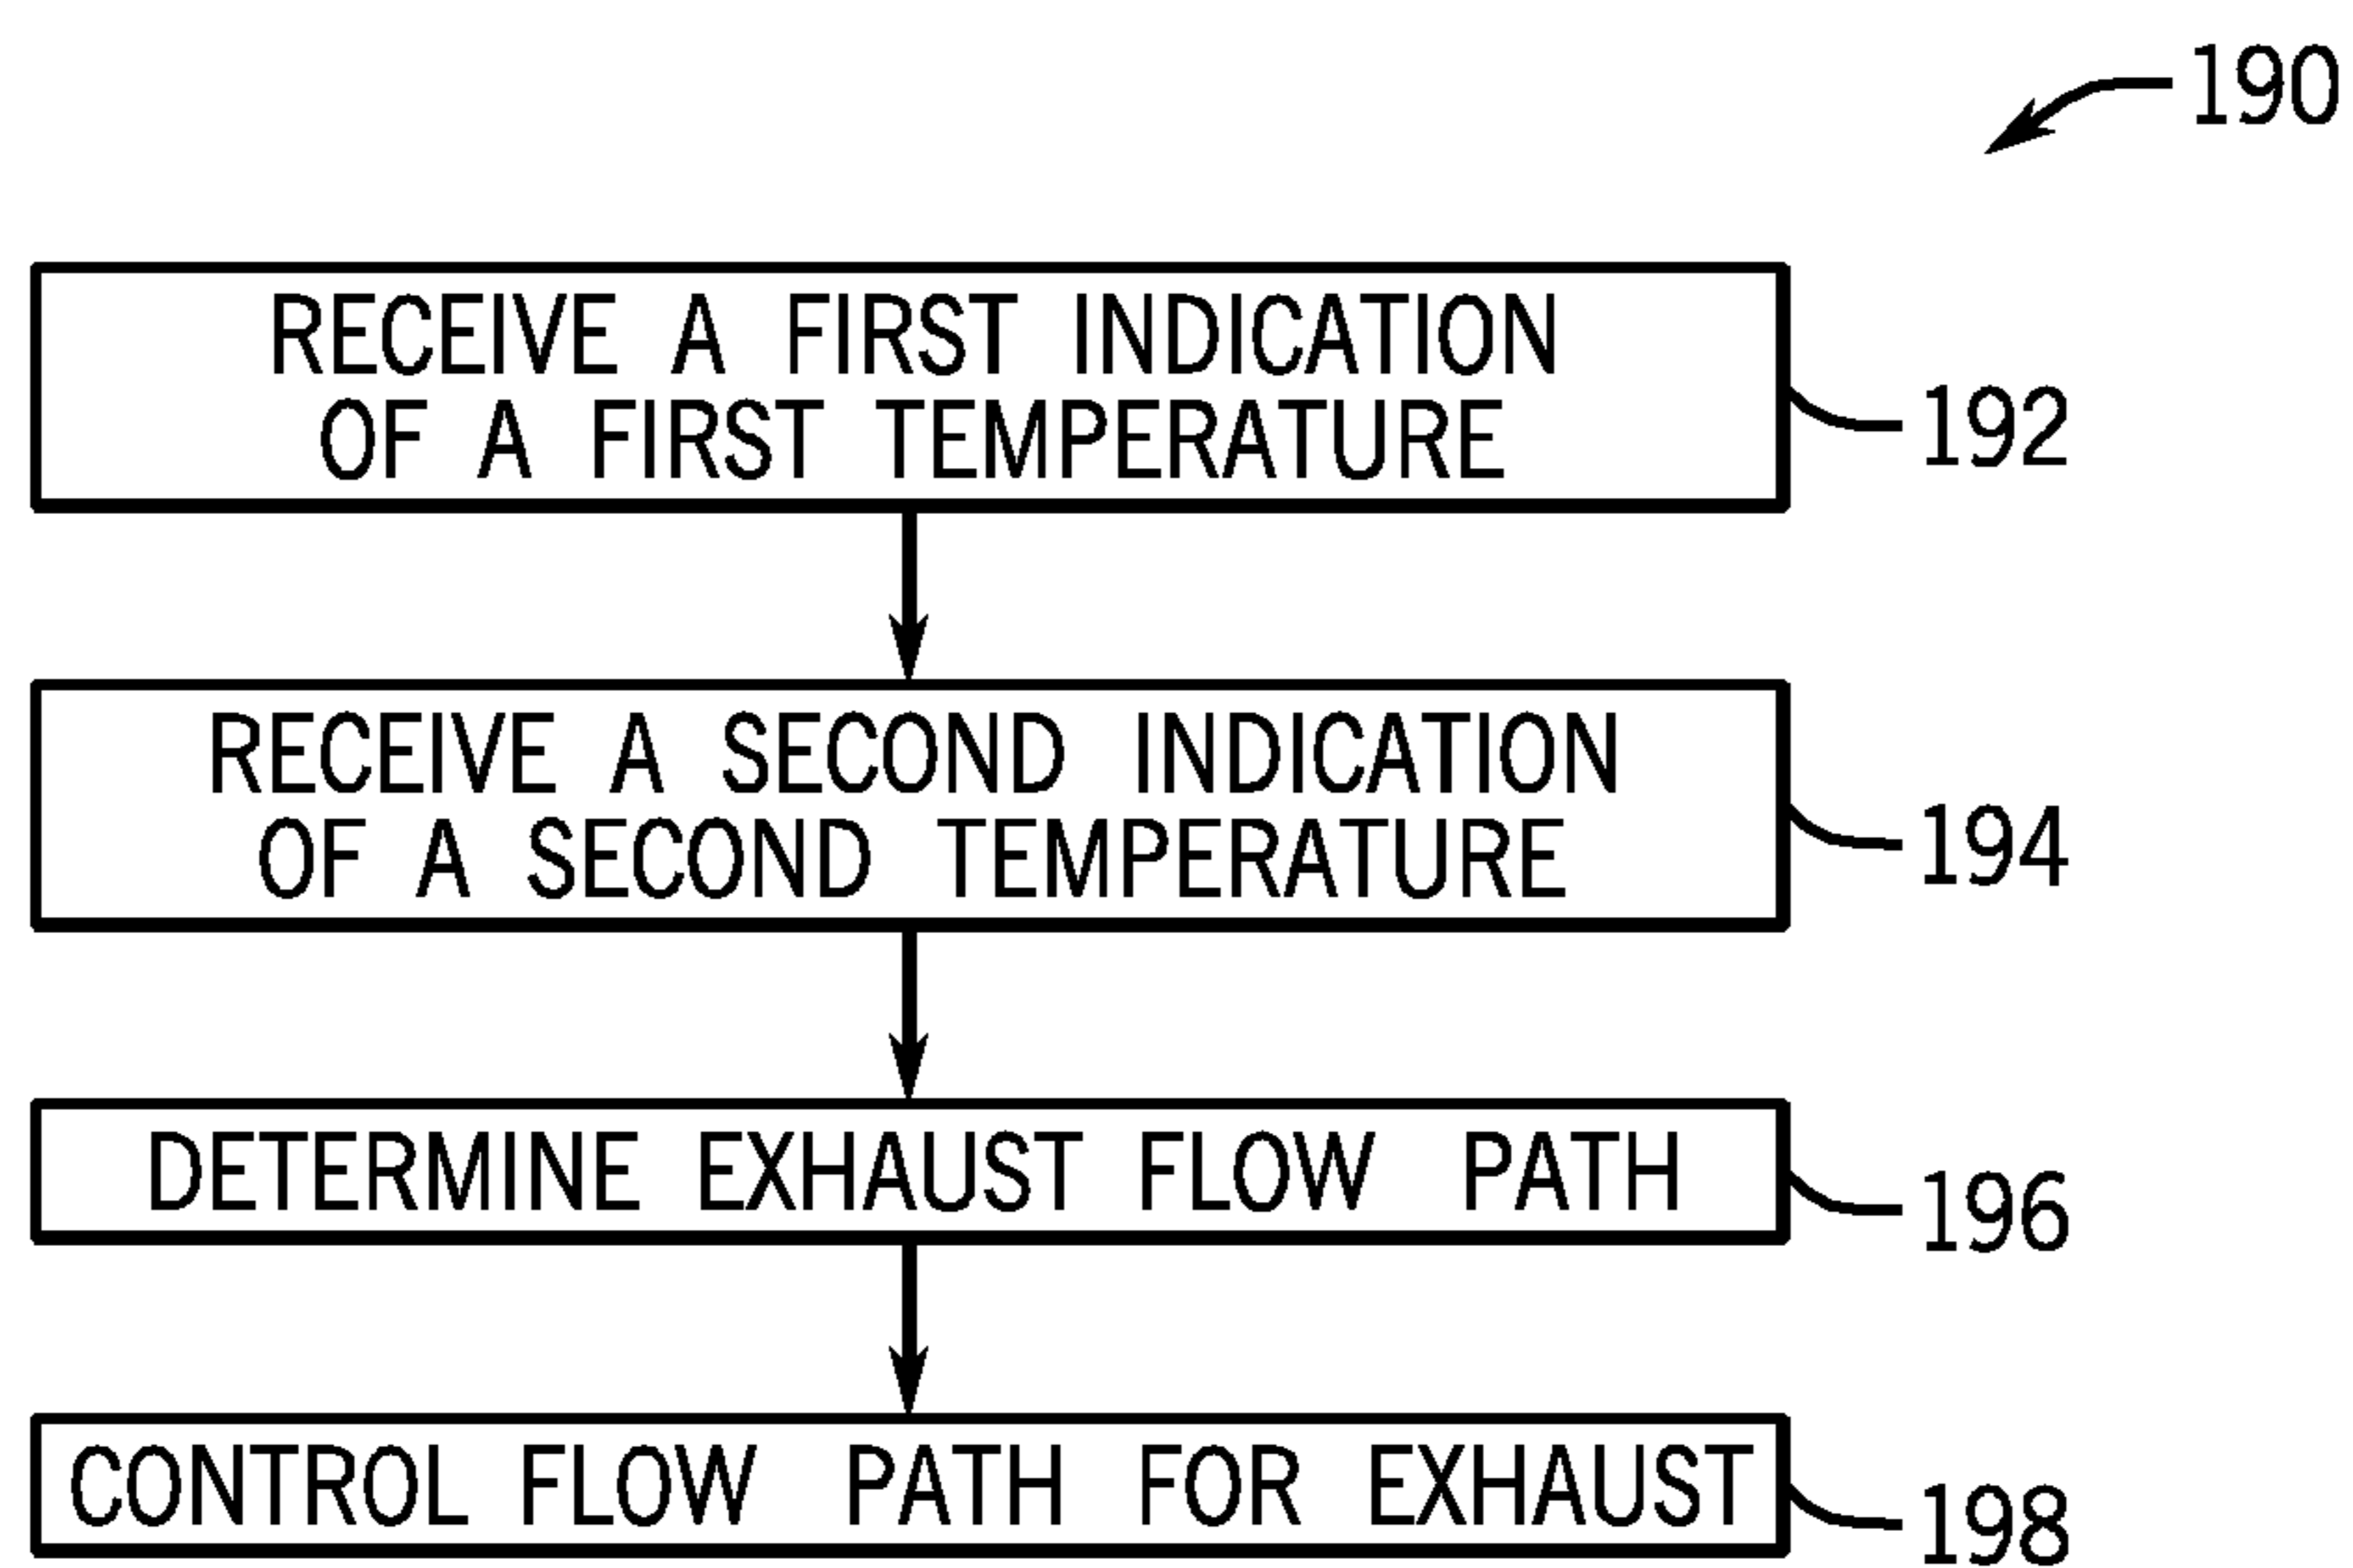 190
RECEIVE A FIRST INDICATION
OF A FIRST TEMPERATURE
192
RECEIVE A SECOND INDICATION
OF A SECOND TEMPERATURE
194
DETERMINE EXHAUST FLOW PATH
196
CONTROL FLOW PATH FOR EXHAUST
198